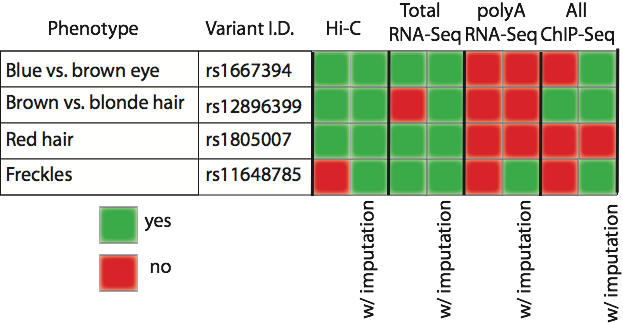 Phenotype Variant I.D. Hi-C Total RNA-Seq polyA RNA-Seq All ChIP-Seq
Blue vs. brown eye rs1667394
Brown vs. blonde hair rs12896399
Red hair rs1805007
Freckles rs11648785
yes
no
w/ imputation
w/ imputation
w/ imputation
w/ imputation